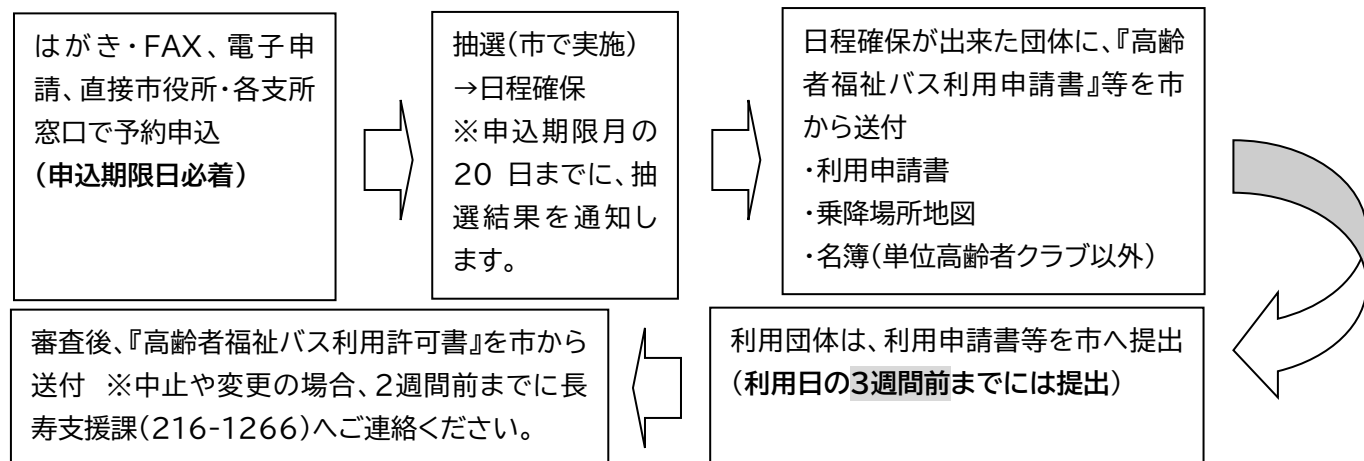 はがき・FAX、電子申
請、直接市役所・各支所
窓口で予約申込
(申込期限日必着)
抽選(市で実施)
→日程確保
※申込期限月の
20 日までに、抽
選結果を通知し
ます。
日程確保が出来た団体に、『高齢
者福祉バス利用申請書』等を市
から送付
・利用申請書
・乗降場所地図
・名簿(単位高齢者クラブ以外)
利用団体は、利用申請書等を市へ提出
(利用日の3週間前までには提出)
審査後、『高齢者福祉バス利用許可書』を市から
送付 ※中止や変更の場合、2週間前までに長
寿支援課(216-1266)へご連絡ください。